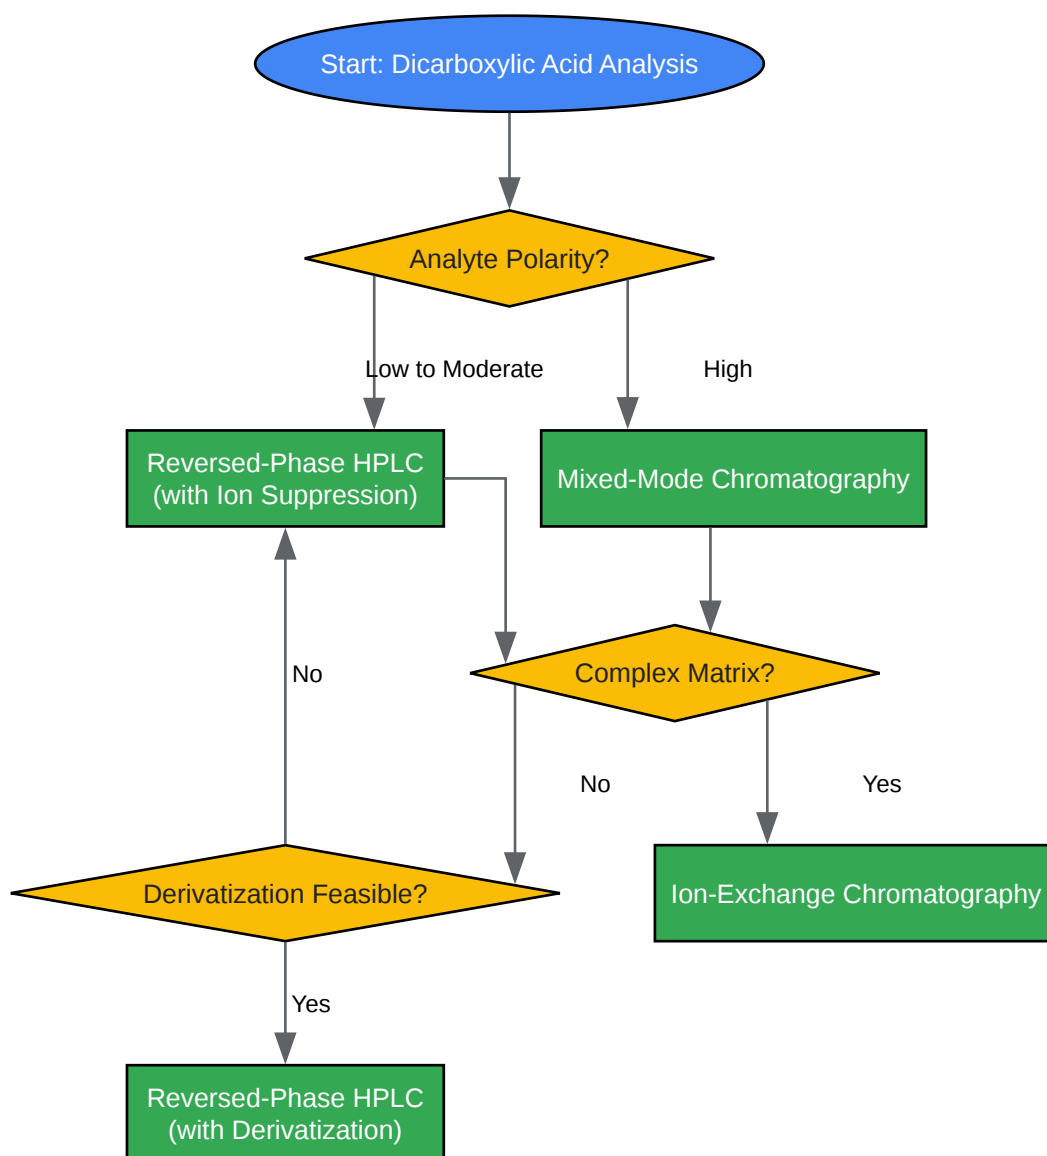 Start: Dicarboxylic Acid Analysis
Analyte Polarity?
Low to Moderate
High
Reversed-Phase HPLC
(with Ion Suppression)
Mixed-Mode Chromatography
No
Complex Matrix?
No
Yes
Derivatization Feasible?
Ion-Exchange Chromatography
Yes
Reversed-Phase HPLC
(with Derivatization)